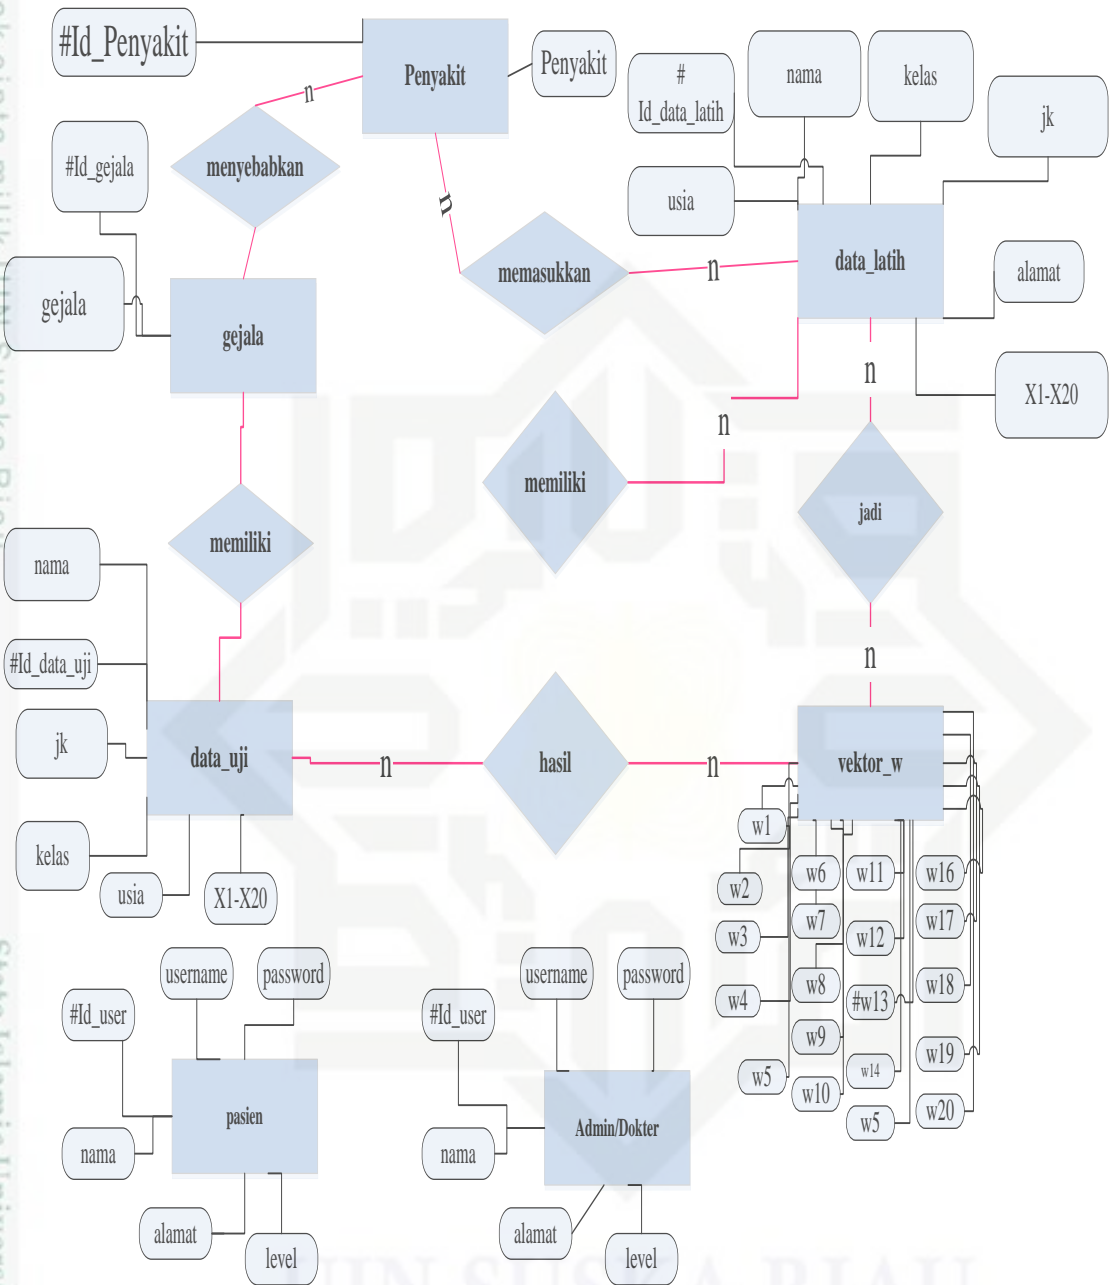 #Id_Penyakit
Penyakit
Penyakit
#
Id_data_latih
nama
kelas
jk
n
menyebabkan
#Id_gejala
usia
n
memasukkan
n
data_latih
alamat
gejala
gejala
n
X1-X20
n
memiliki
jadi
memiliki
nama
#Id_data_uji
n
jk
data_uji
n
hasil
n
vektor_w
w1
kelas
usia
X1-X20
w2
w6
w11
w16
w7
w17
w3
w12
w8
w18
w4
#w13
w9
w19
w5
w14
w10
w20
w5
username
password
#Id_user
pasien
nama
alamat
level
username
password
#Id_user
Admin/Dokter
nama
alamat
level
UIN SUSKA RIAU